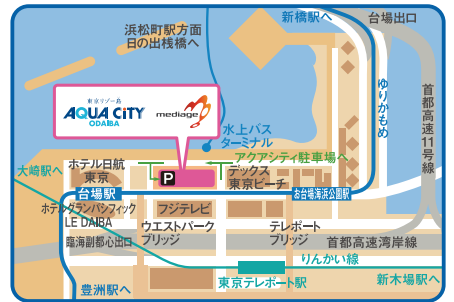 新橋駅へ
台場出口
浜松町駅方面
日の出桟橋へ
ゆりかもめ
首都高速11号線
東京リゾート島
AQUA CiTY
ODAIBA
mediage
水上バス
ターミナル
アクアシティ駐車場へ
大崎駅へ
ホテル日航
東京
P
デックス
東京ビーチ
台場駅
お台場海浜公園駅
ホテルグランパシフィック
LE DAIBA
フジテレビ
臨海副都心出口
ウエストパーク
ブリッジ
テレポート
ブリッジ
首都高速湾岸線
りんかい線
豊洲駅へ
東京テレポート駅
新木場駅へ